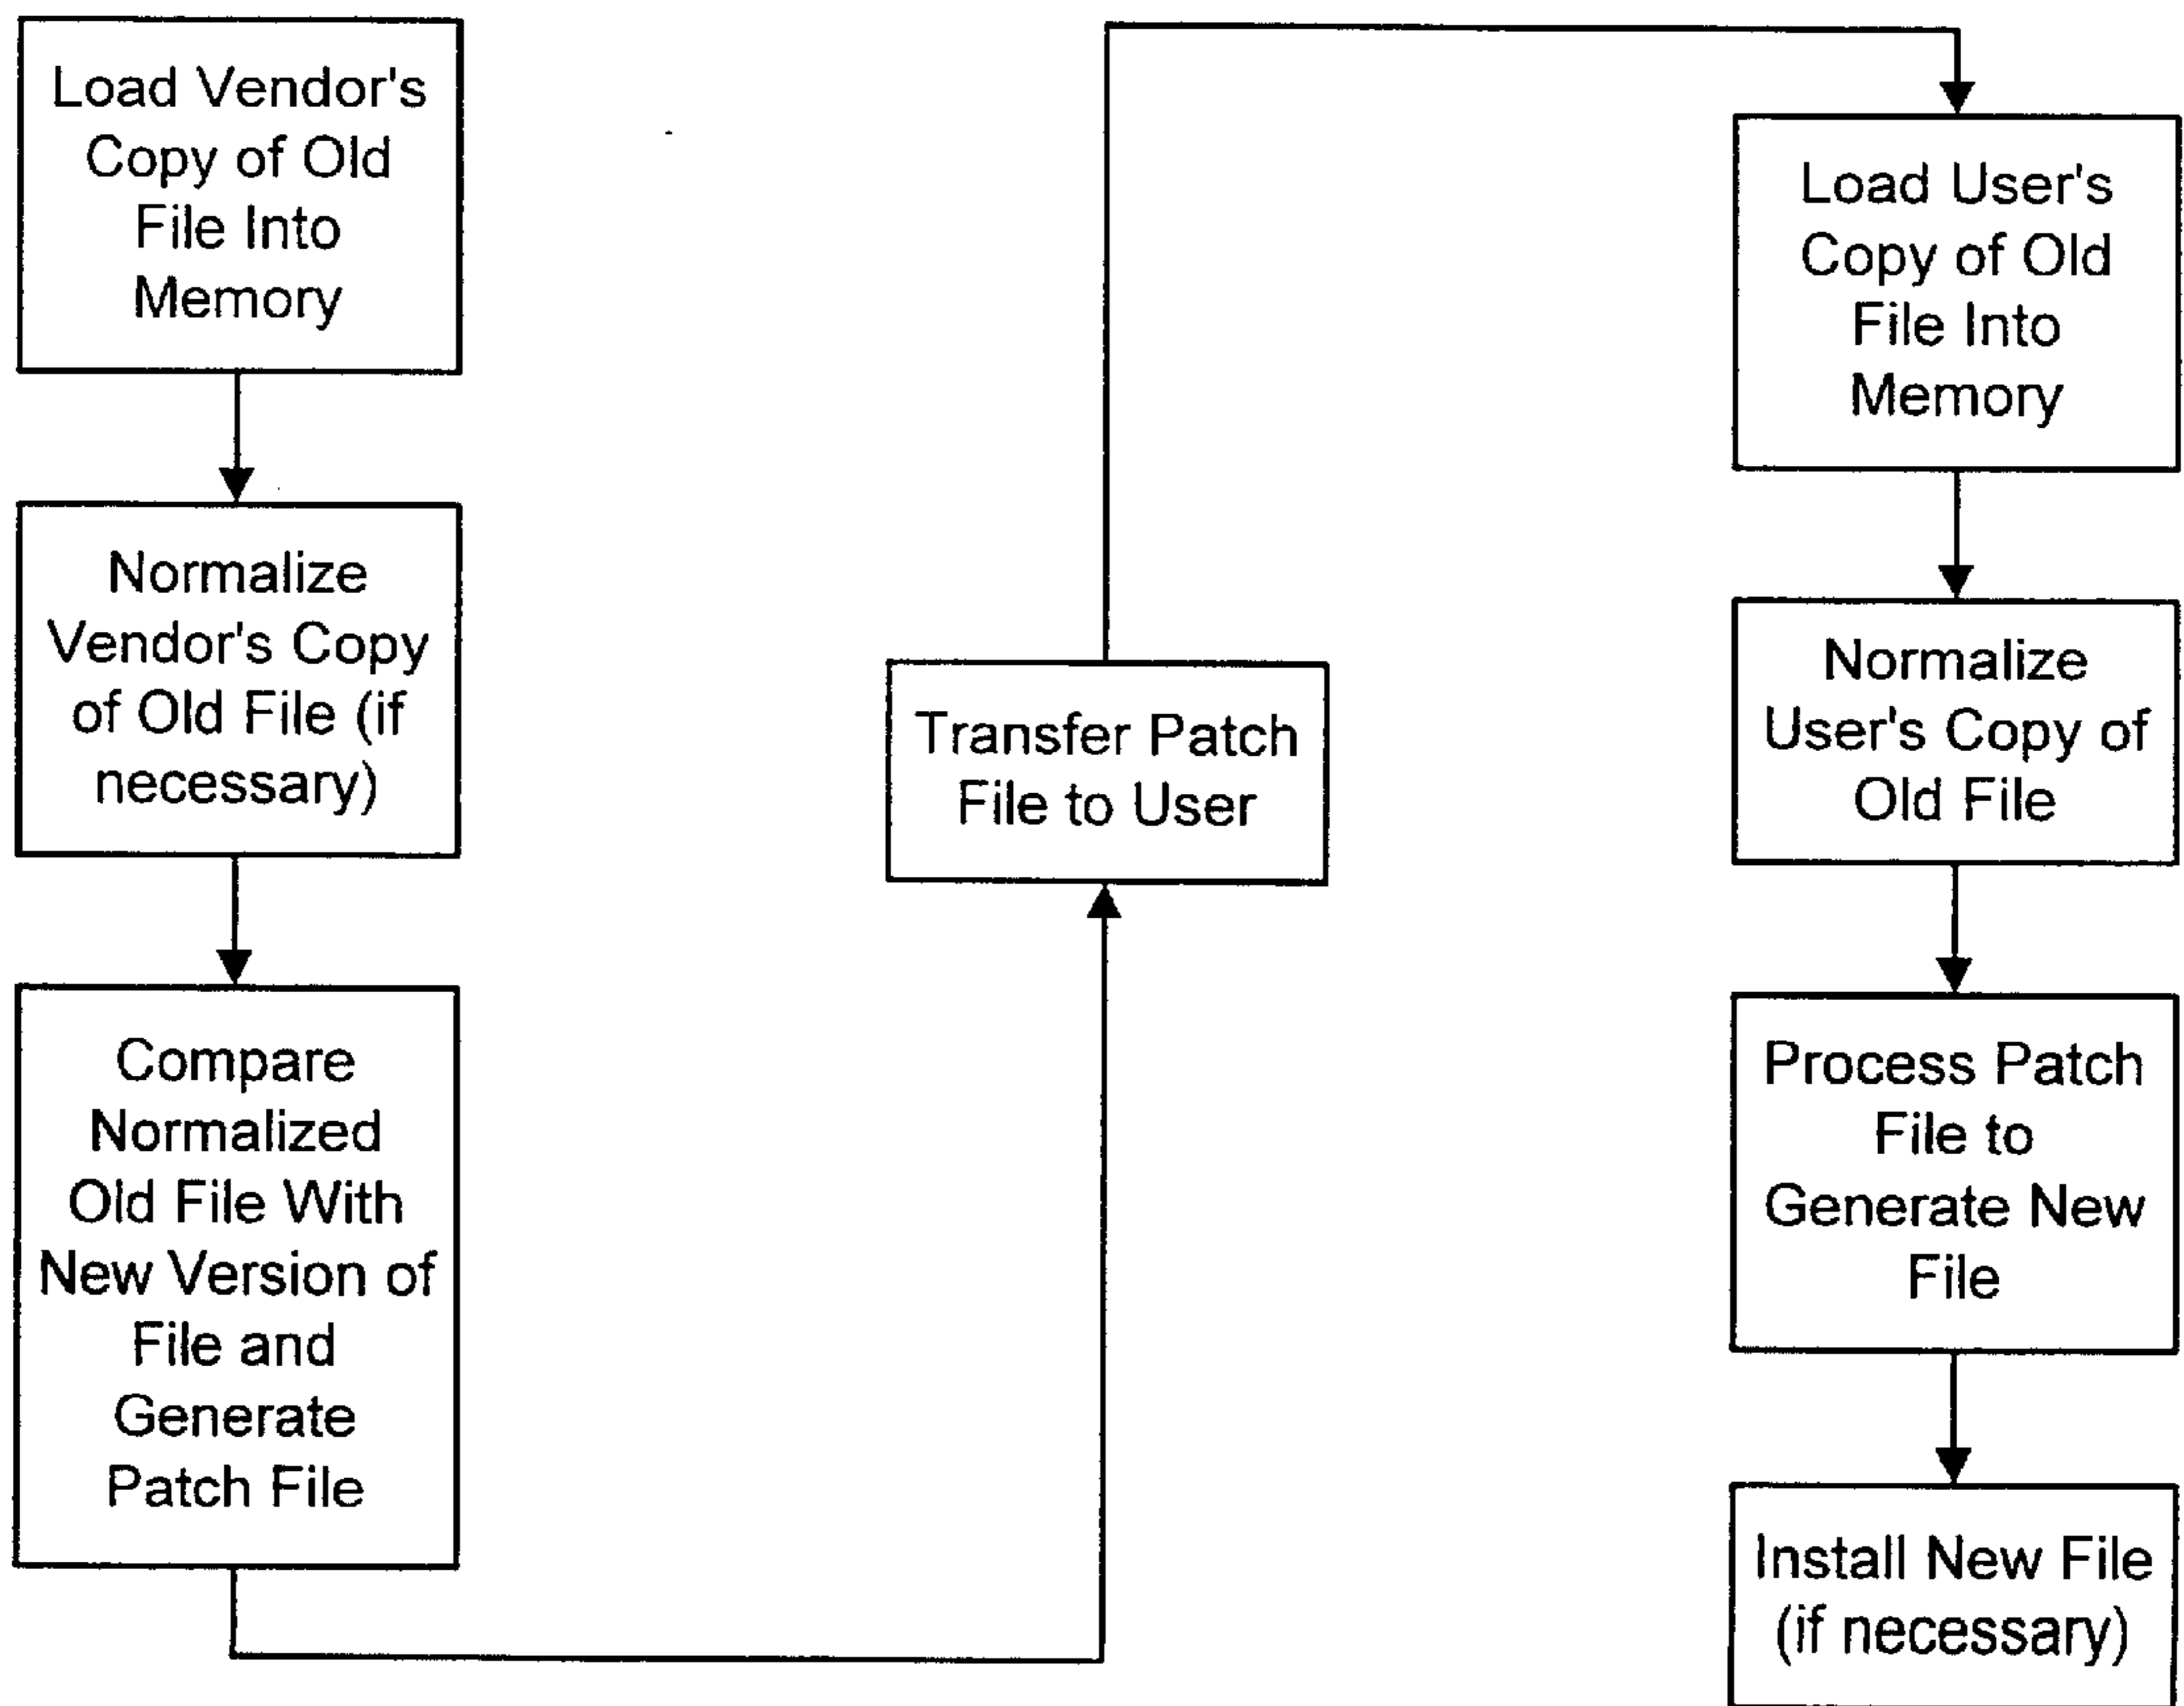 Load Vendor's
Copy of Old
File Into
Memory
Normalize
Vendor's Copy
of Old File (if
necessary)
Compare
Normalized
Old File With
New Version of
File and
Generate
Patch File
Transfer Patch
File to User
Load User's
Copy of Old
File Into
Memory
Normalize
User's Copy of
Old File
Process Patch
File to
Generate New
File
Install New File
(if necessary)